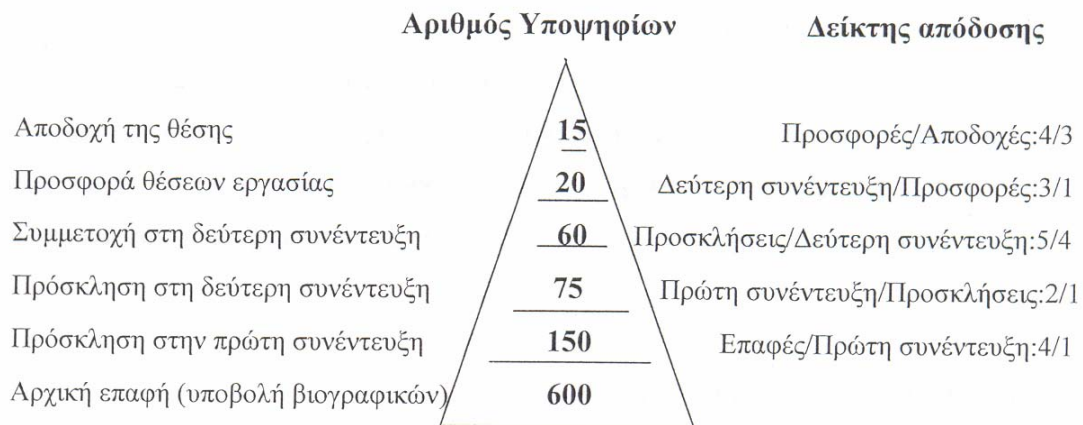 Αριθμός Υποψηφίων Δείκτης απόδοσης
Αποδοχή της θέσης 15 Προσφορές/Αποδοχές:4/3
Προσφορά θέσεων εργασίας 20 Δεύτερη συνέντευξη/Προσφορές:3/1
Συμμετοχή στη δεύτερη συνέντευξη 60 Προσκλήσεις/Δεύτερη συνέντευξη:5/4
Πρόσκληση στη δεύτερη συνέντευξη 75 Πρώτη συνέντευξη/Προσκλήσεις:2/1
Πρόσκληση στην πρώτη συνέντευξη 150 Επαφές/Πρώτη συνέντευξη:4/1
Αρχική επαφή (υποβολή βιογραφικών) 600